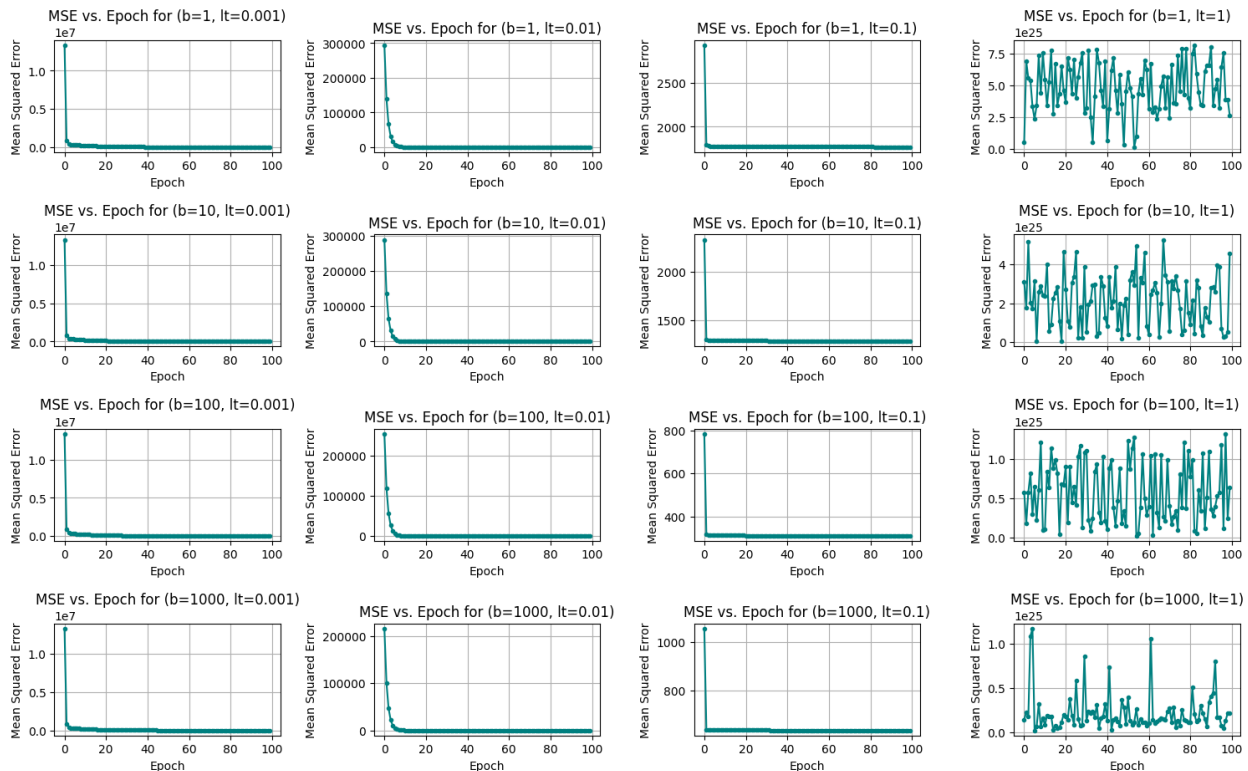 MSE vs. Epoch for (b=1, lt=0.001)
1e7
1.0
0.5
0.0
0 20 40 60 80 100
Mean Squared Error
Epoch
MSE vs. Epoch for (b=1, lt=0.01)
300000
200000
100000
0
0 20 40 60 80 100
Mean Squared Error
Epoch
MSE vs. Epoch for (b=1, lt=0.1)
2500
2000
0 20 40 60 80 100
Mean Squared Error
Epoch
MSE vs. Epoch for (b=1, lt=1)
1e25
7.5
5.0
2.5
0.0
0 20 40 60 80 100
Mean Squared Error
Epoch
MSE vs. Epoch for (b=10, lt=0.001)
1e7
1.0
0.5
0.0
0 20 40 60 80 100
Mean Squared Error
Epoch
MSE vs. Epoch for (b=10, lt=0.01)
300000
200000
100000
0
0 20 40 60 80 100
Mean Squared Error
Epoch
MSE vs. Epoch for (b=10, lt=0.1)
2000
1500
0 20 40 60 80 100
Mean Squared Error
Epoch
MSE vs. Epoch for (b=10, lt=1)
1e25
4
2
0
0 20 40 60 80 100
Mean Squared Error
Epoch
MSE vs. Epoch for (b=100, lt=0.001)
1e7
1.0
0.5
0.0
0 20 40 60 80 100
Mean Squared Error
Epoch
MSE vs. Epoch for (b=100, lt=0.01)
200000
100000
0
0 20 40 60 80 100
Mean Squared Error
Epoch
MSE vs. Epoch for (b=100, lt=0.1)
800
600
400
0 20 40 60 80 100
Mean Squared Error
Epoch
MSE vs. Epoch for (b=100, lt=1)
1e25
1.0
0.5
0.0
0 20 40 60 80 100
Mean Squared Error
Epoch
MSE vs. Epoch for (b=1000, lt=0.001)
1e7
1.0
0.5
0.0
0 20 40 60 80 100
Mean Squared Error
Epoch
MSE vs. Epoch for (b=1000, lt=0.01)
200000
100000
0
0 20 40 60 80 100
Mean Squared Error
Epoch
MSE vs. Epoch for (b=1000, lt=0.1)
1000
800
0 20 40 60 80 100
Mean Squared Error
Epoch
MSE vs. Epoch for (b=1000, lt=1)
1e25
1.0
0.5
0.0
0 20 40 60 80 100
Mean Squared Error
Epoch